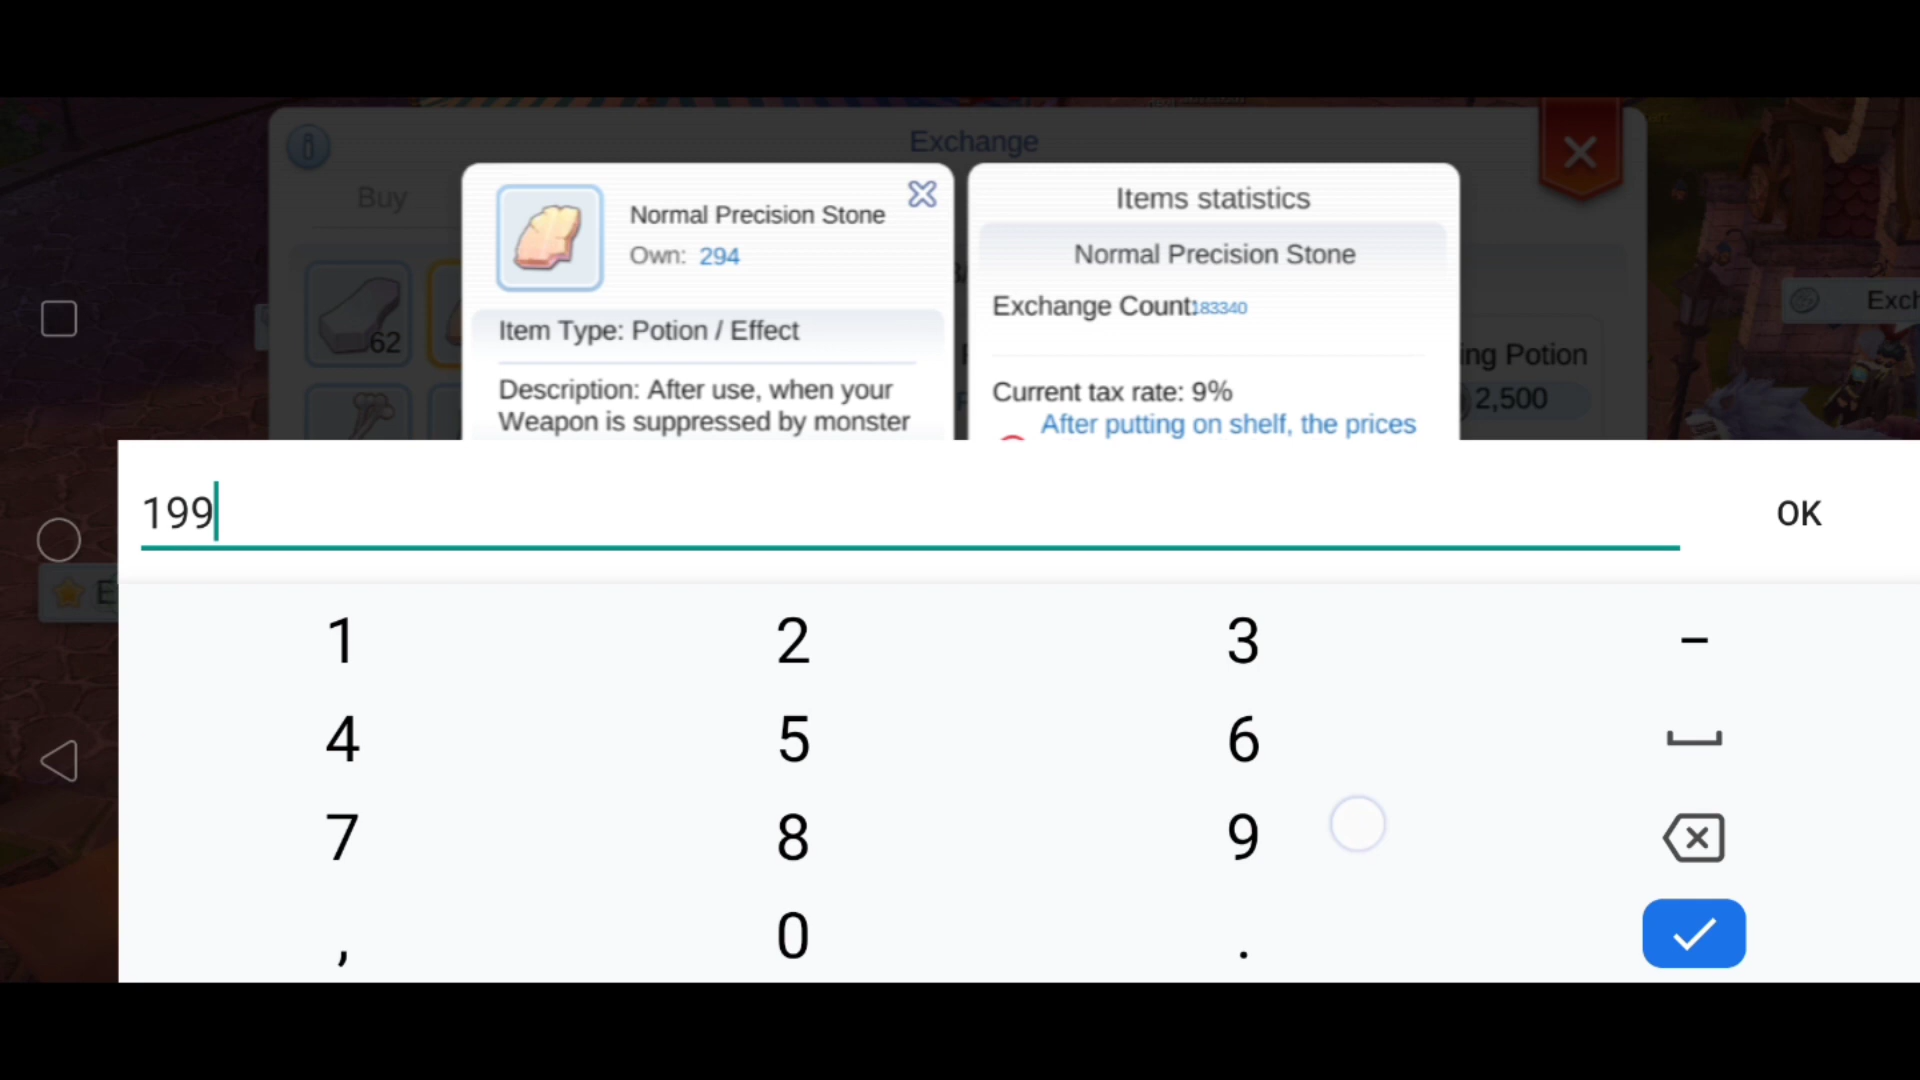 Exchange
Buy
Normal Precision Stone
Own: 294
Items statistics
Normal Precision Stone
Exchange Count: 183340
Item Type: Potion / Effect
62
Description: After use, when your
Weapon is suppressed by monster
Current tax rate: 9%
After putting on shelf, the prices
ing Potion
2,500
Exch
E
199
OK
1 2 3 –
4 5 6
7 8 9
, 0 .